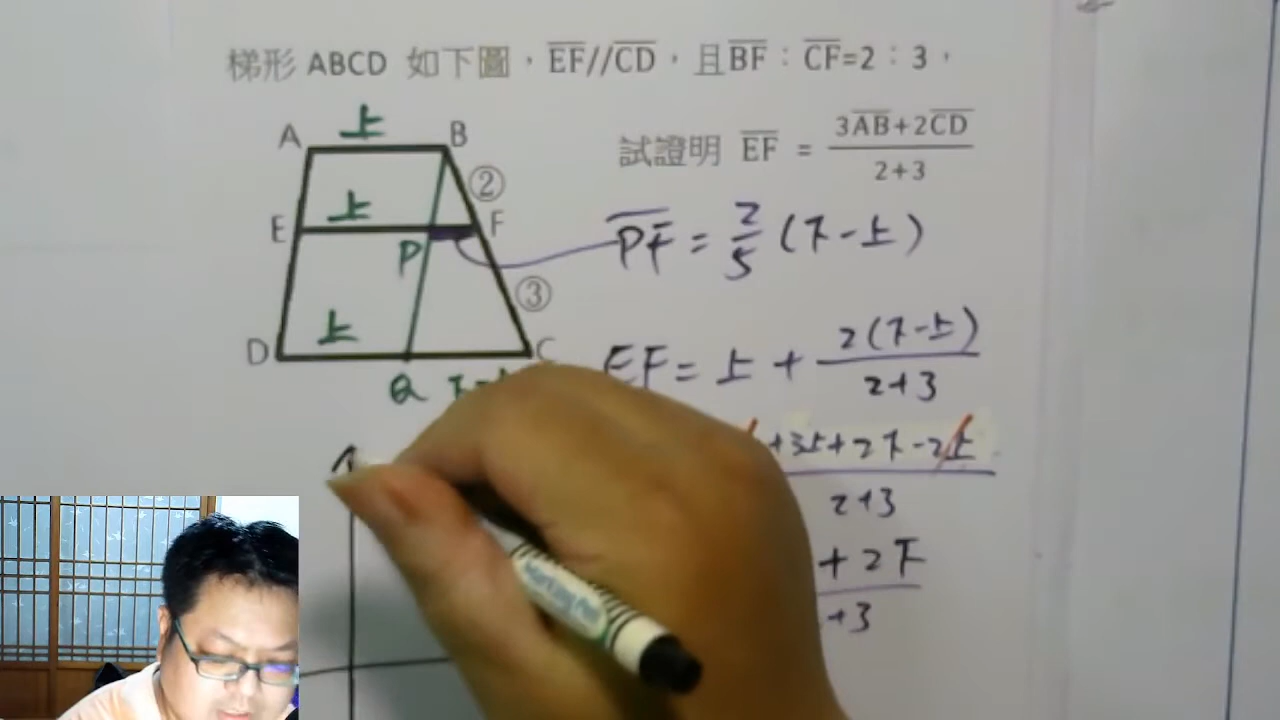 梯形 ABCD 如下圖，EF//CD，且BF：CF=2：3，
試證明 EF = 3AB+2CD / 2+3
A 上 B
②
E 上 F
P
③
D 上 C
Q
PF = 2/5 (下-上)
EF = 上 + 2(下-上) / 2+3
+3上+2下-2上
2+3
+2下
+3
Marking Pen